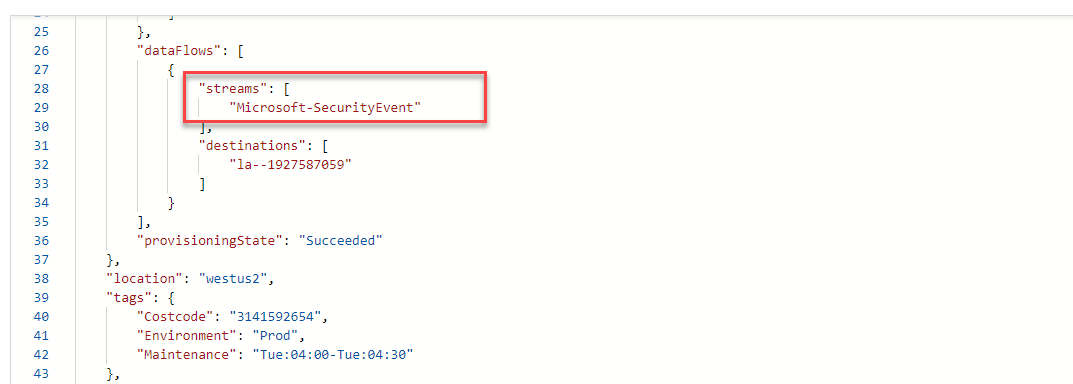 25 },
26 "dataFlows": [
27 {
28 "streams": [
29 "Microsoft-SecurityEvent"
30 ],
31 "destinations": [
32 "la--1927587059"
33 ]
34 }
35 ],
36 "provisioningState": "Succeeded"
37 },
38 "location": "westus2",
39 "tags": {
40 "Costcode": "3141592654",
41 "Environment": "Prod",
42 "Maintenance": "Tue:04:00-Tue:04:30"
43 },